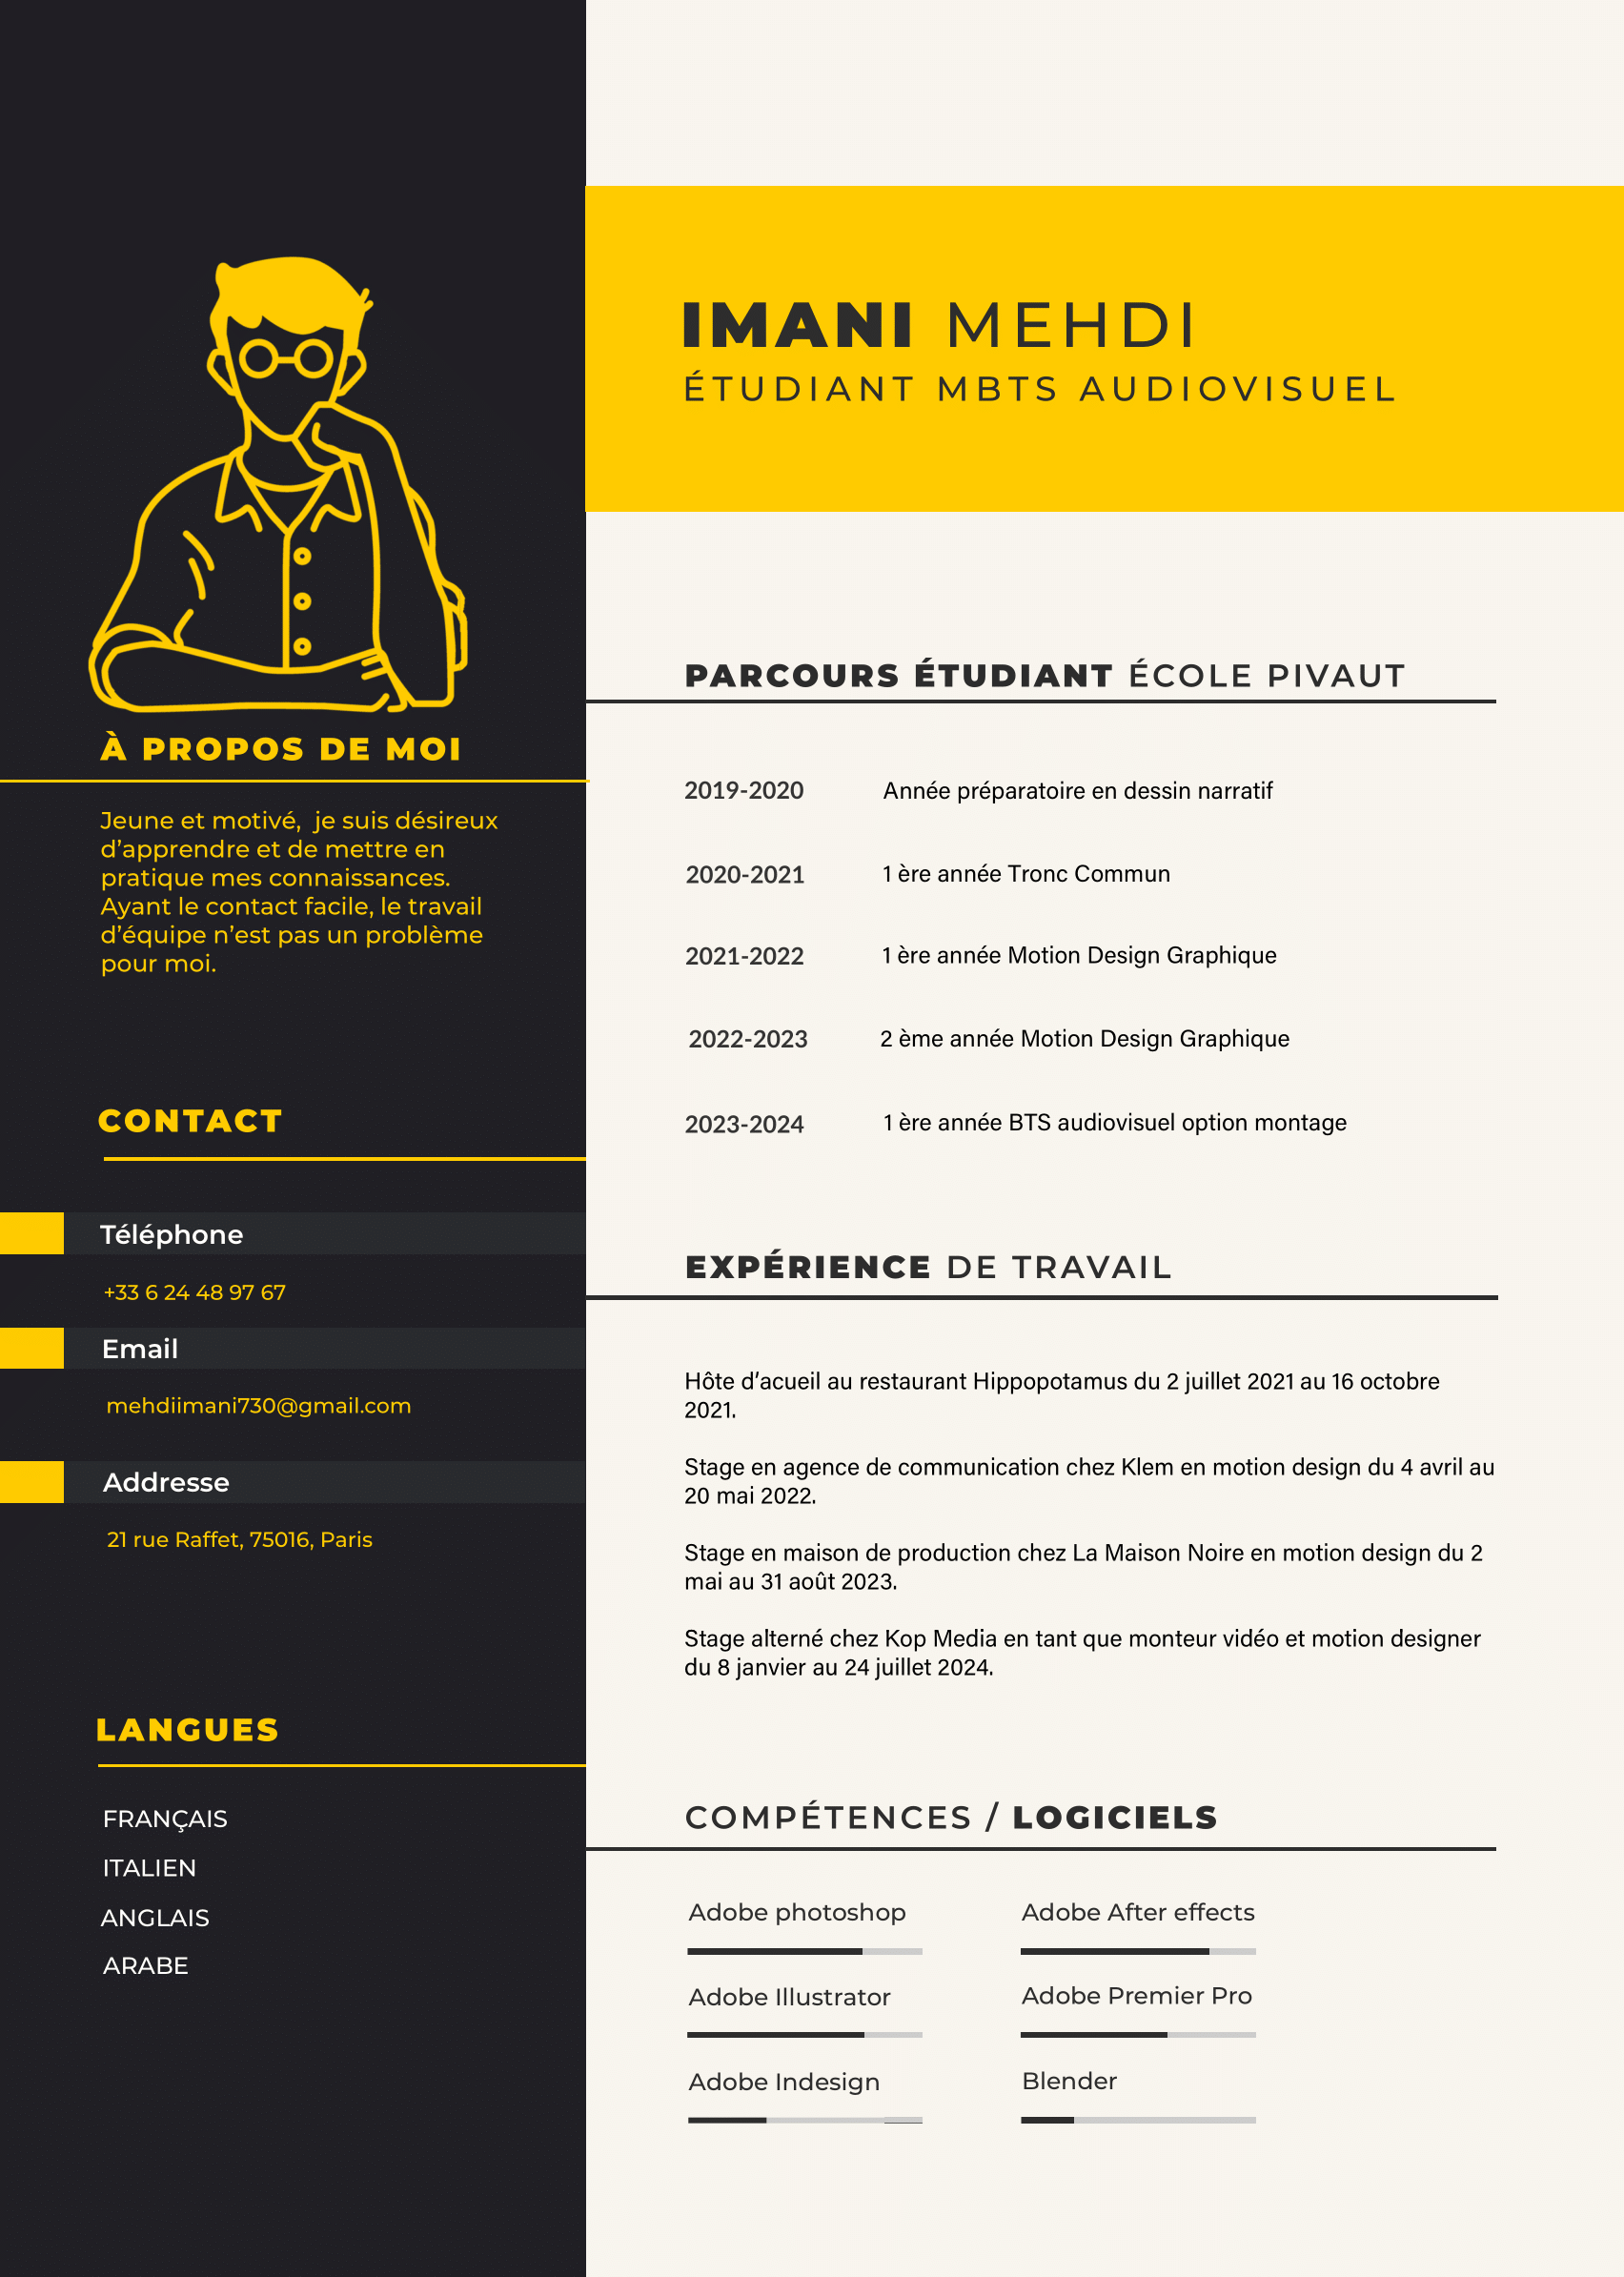 IMANI MEHDI
ÉTUDIANT MBTS AUDIOVISUEL
À PROPOS DE MOI
Jeune et motivé, je suis désireux
d’apprendre et de mettre en
pratique mes connaissances.
Ayant le contact facile, le travail
d’équipe n’est pas un problème
pour moi.
CONTACT
Téléphone
+33 6 24 48 97 67
Email
mehdiimani730@gmail.com
Addresse
21 rue Raffet, 75016, Paris
LANGUES
FRANÇAIS
ITALIEN
ANGLAIS
ARABE
PARCOURS ÉTUDIANT ÉCOLE PIVAUT
2019-2020 Année préparatoire en dessin narratif
2020-2021 1 ère année Tronc Commun
2021-2022 1 ère année Motion Design Graphique
2022-2023 2 ème année Motion Design Graphique
2023-2024 1 ère année BTS audiovisuel option montage
EXPÉRIENCE DE TRAVAIL
Hôte d’acueil au restaurant Hippopotamus du 2 juillet 2021 au 16 octobre
2021.
Stage en agence de communication chez Klem en motion design du 4 avril au
20 mai 2022.
Stage en maison de production chez La Maison Noire en motion design du 2
mai au 31 août 2023.
Stage alterné chez Kop Media en tant que monteur vidéo et motion designer
du 8 janvier au 24 juillet 2024.
COMPÉTENCES / LOGICIELS
Adobe photoshop Adobe After effects
Adobe Illustrator Adobe Premier Pro
Adobe Indesign Blender